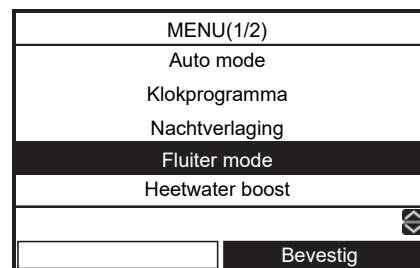 MENU(1/2)
Auto mode
Klokprogramma
Nachtverlaging
Fluiter mode
Heetwater boost
Bevestig